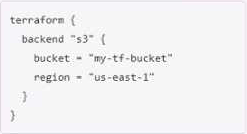 terraform {
  backend "s3" {
    bucket = "my-tf-bucket"
    region = "us-east-1"
  }
}